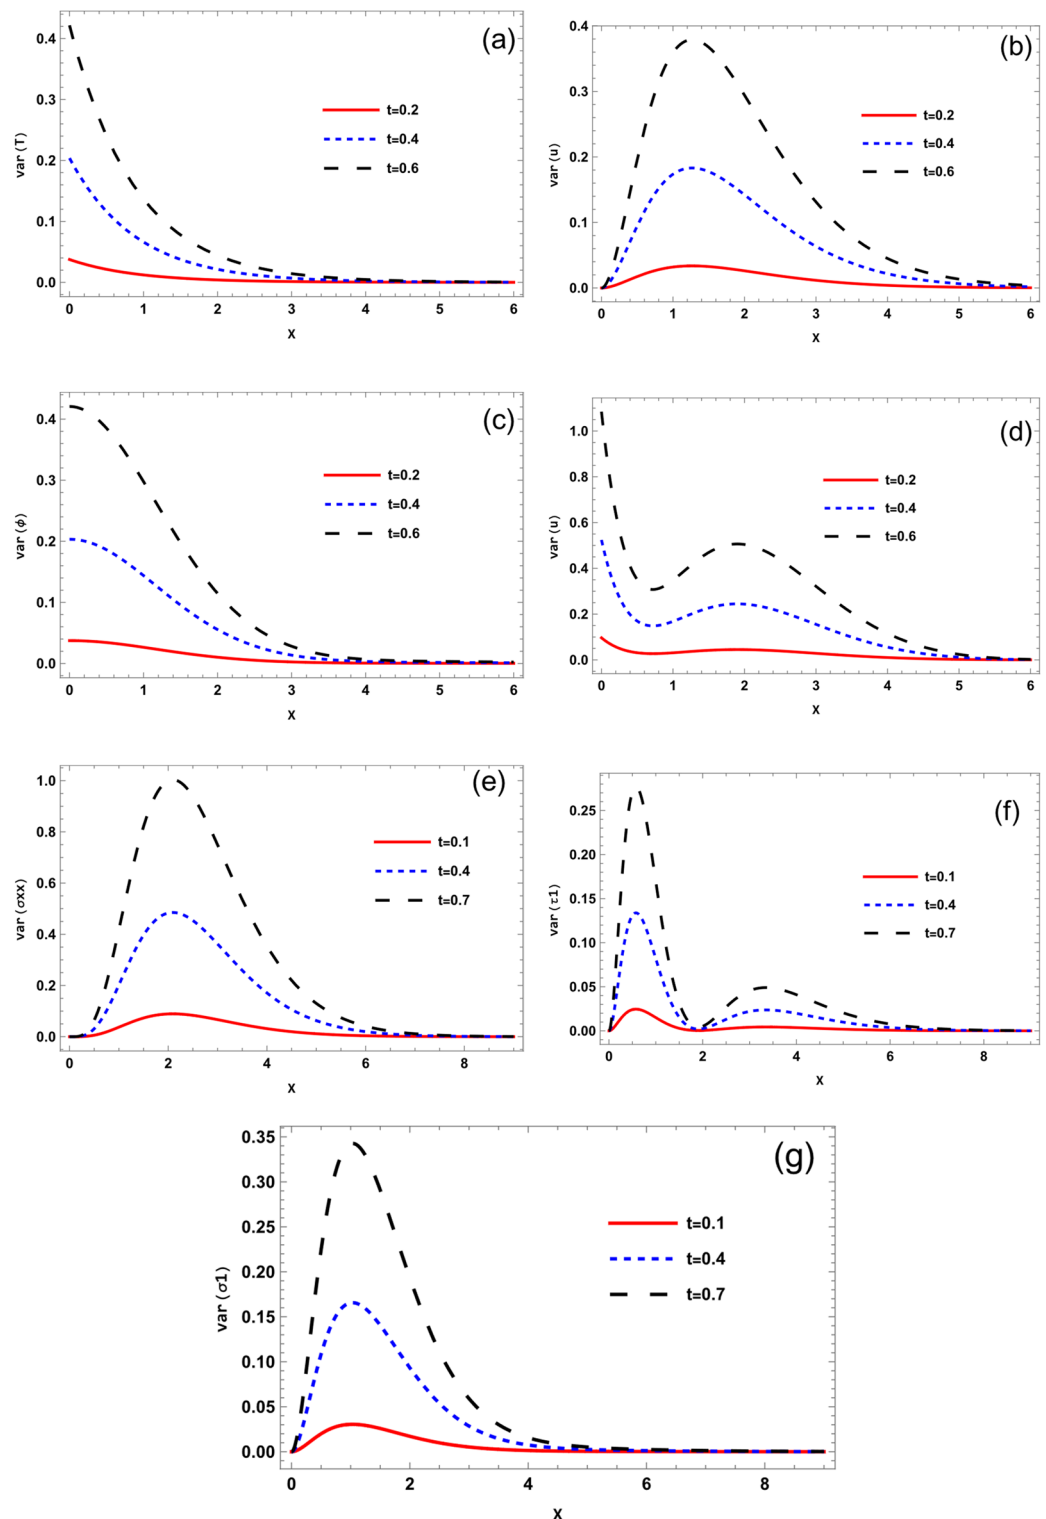 (a)
var(T)
0.4
0.3
0.2
0.1
0.0
t=0.2
t=0.4
t=0.6
0 1 2 3 4 5 6
X
(b)
var(u)
0.4
0.3
0.2
0.1
0.0
t=0.2
t=0.4
t=0.6
0 1 2 3 4 5 6
X
(c)
var(ϕ)
0.4
0.3
0.2
0.1
0.0
t=0.2
t=0.4
t=0.6
0 1 2 3 4 5 6
X
(d)
var(u)
1.0
0.8
0.6
0.4
0.2
0.0
t=0.2
t=0.4
t=0.6
0 1 2 3 4 5 6
X
(e)
var(σxx)
1.0
0.8
0.6
0.4
0.2
0.0
t=0.1
t=0.4
t=0.7
0 2 4 6 8
X
(f)
var(τ1)
0.25
0.20
0.15
0.10
0.05
0.00
t=0.1
t=0.4
t=0.7
0 2 4 6 8
X
(g)
var(σ1)
0.35
0.30
0.25
0.20
0.15
0.10
0.05
0.00
t=0.1
t=0.4
t=0.7
0 2 4 6 8
X